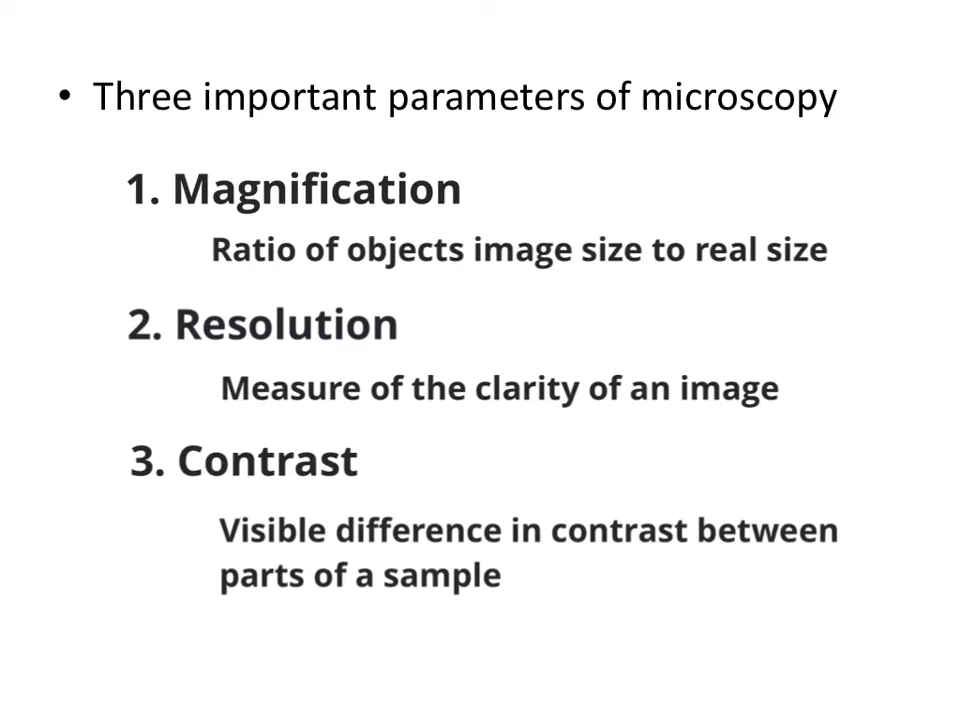 • Three important parameters of microscopy
1. Magnification
Ratio of objects image size to real size
2. Resolution
Measure of the clarity of an image
3. Contrast
Visible difference in contrast between
parts of a sample